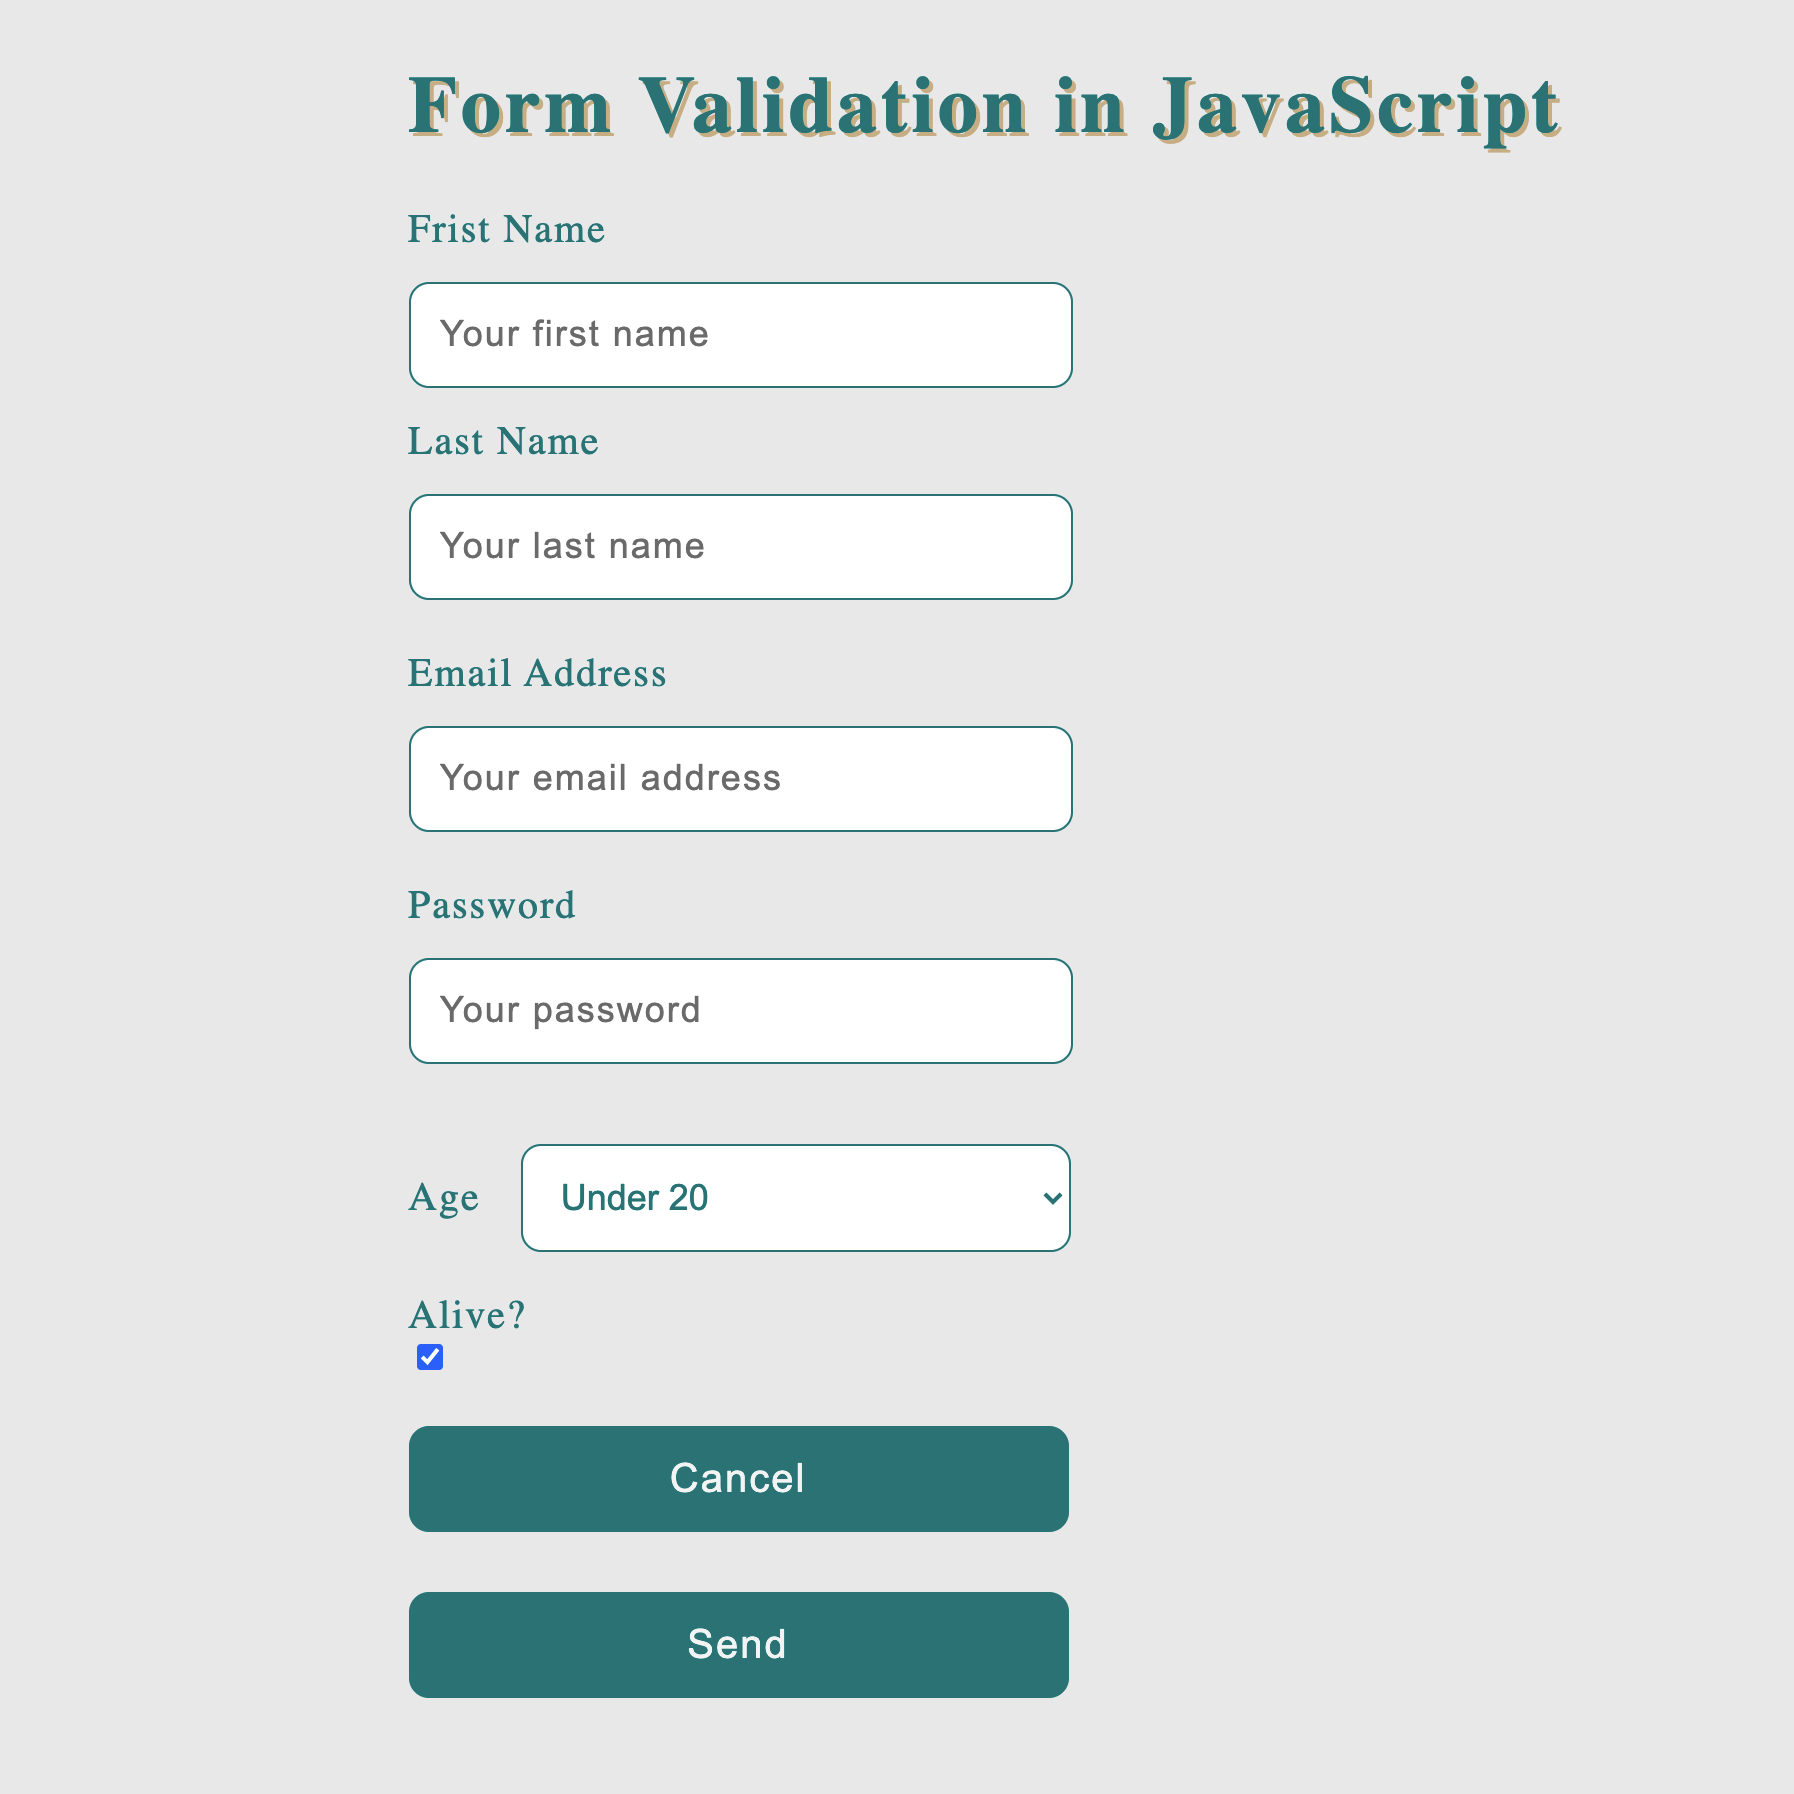 Form Validation in JavaScript
Frist Name
Your first name
Last Name
Your last name
Email Address
Your email address
Password
Your password
Age Under 20
Alive?
Cancel
Send